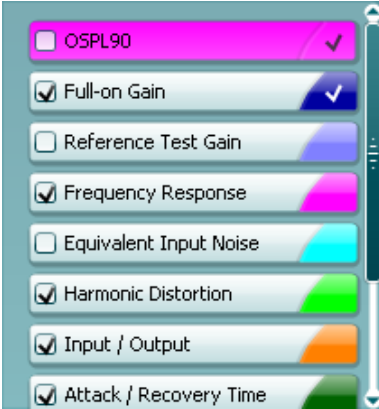 OSPL90
Full-on Gain
Reference Test Gain
Frequency Response
Equivalent Input Noise
Harmonic Distortion
Input / Output
Attack / Recovery Time